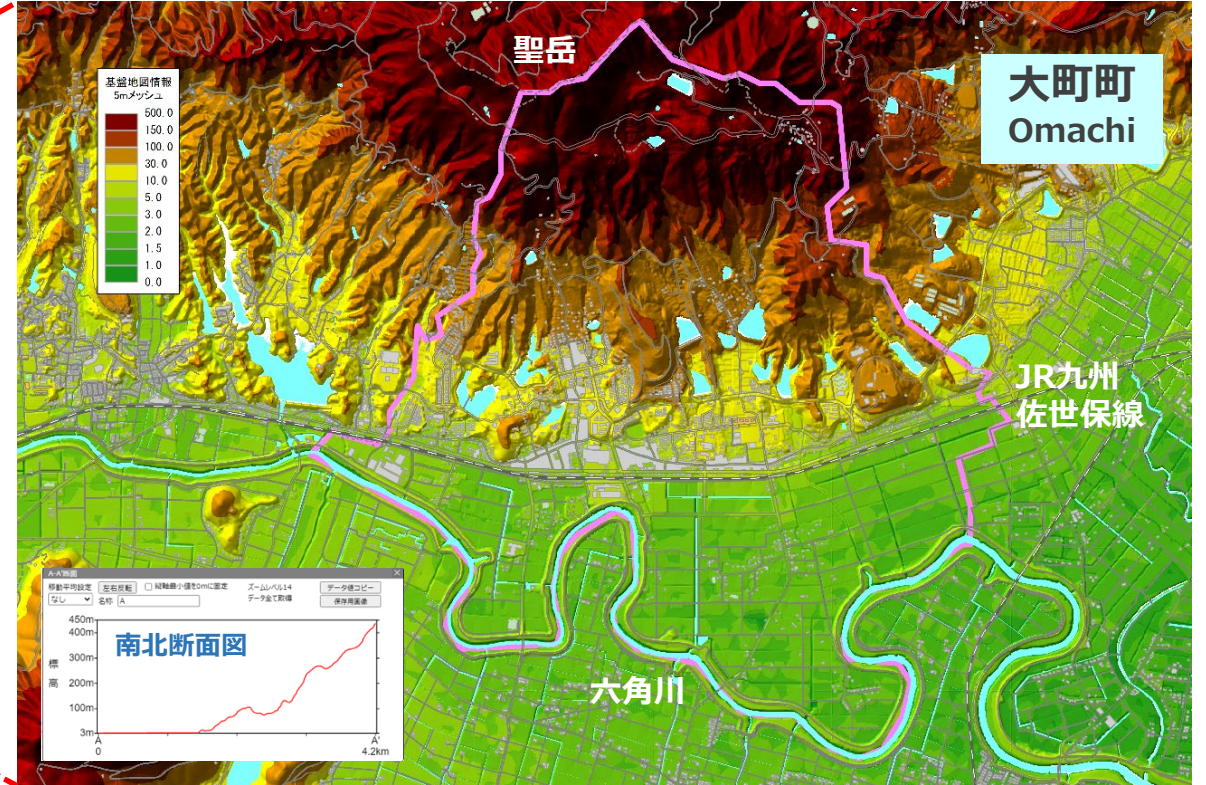 聖岳
大町町
Omachi
基盤地図情報
5mメッシュ
500.0
150.0
100.0
30.0
10.0
5.0
3.0
2.0
1.5
1.0
0.0
JR九州
佐世保線
六角川
A-A'断面
移動平均設定 左右反転 縦軸最小値を0mに固定 ズームレベル14 データ値コピー
なし 名称 A データ全て取得 保存用画像
南北断面図
450m
400m
300m
200m
100m
3m
標高
A A'
0 4.2km